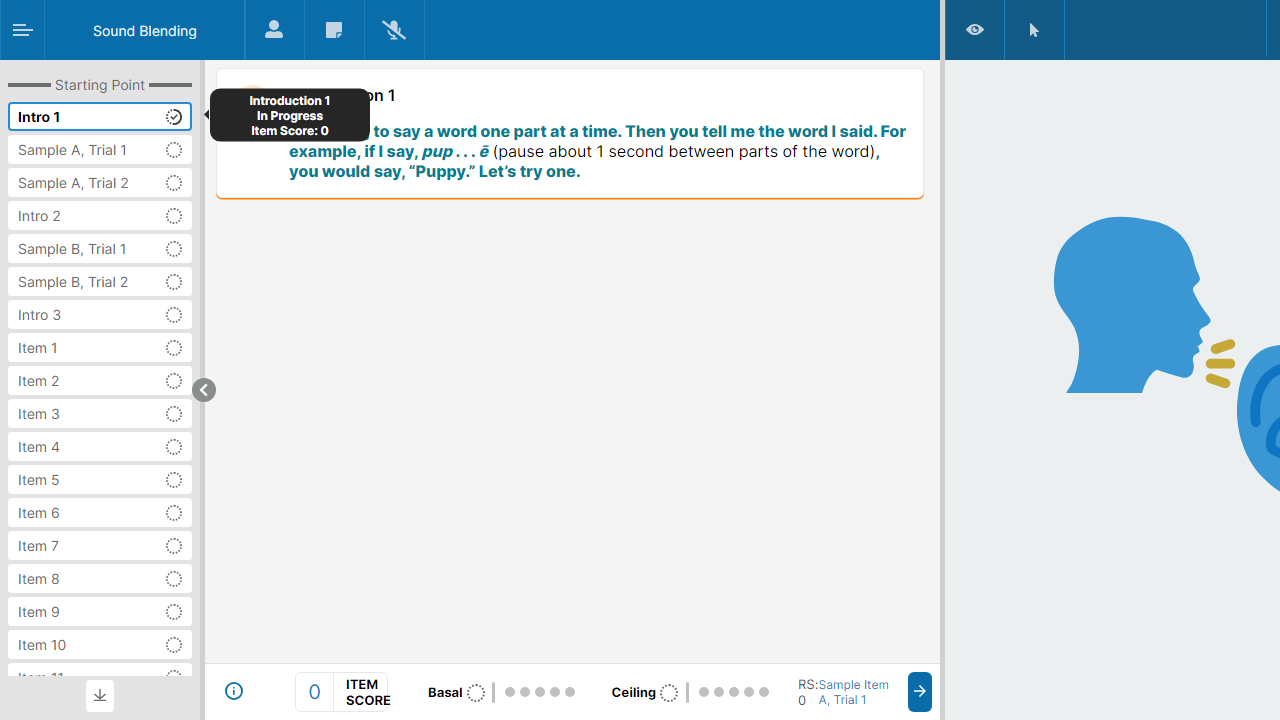 Sound Blending
Starting Point
Intro 1
Sample A, Trial 1
Sample A, Trial 2
Intro 2
Sample B, Trial 1
Sample B, Trial 2
Intro 3
Item 1
Item 2
Item 3
Item 4
Item 5
Item 6
Item 7
Item 8
Item 9
Item 10
Item 11
Introduction 1
In Progress
Item Score: 0
on 1
to say a word one part at a time. Then you tell me the word I said. For
example, if I say, pup . . . ē (pause about 1 second between parts of the word),
you would say, “Puppy.” Let’s try one.
0
ITEM
SCORE
Basal
Ceiling
RS:
0
Sample Item
A, Trial 1